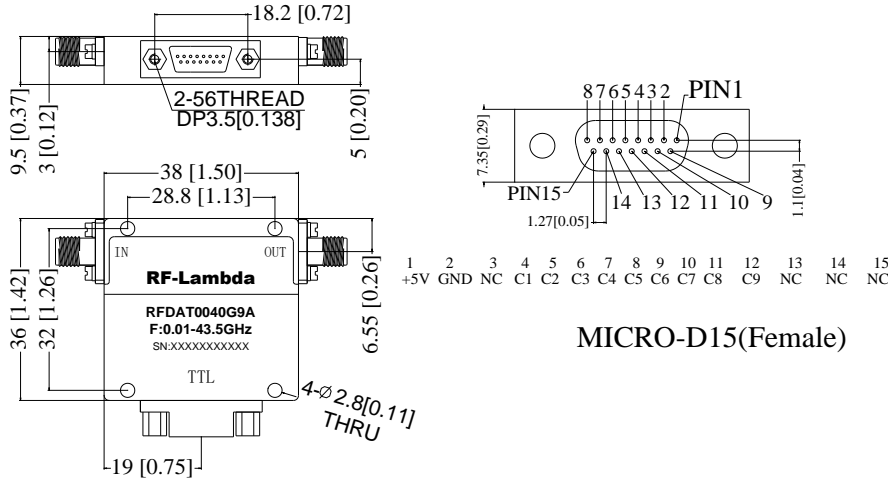 18.2 [0.72]
2-56THREAD
DP3.5[0.138]
9.5 [0.37]
3 [0.12]
5 [0.20]
38 [1.50]
28.8 [1.13]
IN
OUT
RF-Lambda
RFDAT0040G9A
F:0.01-43.5GHz
SN:XXXXXXXXXXX
TTL
36 [1.42]
32 [1.26]
6.55 [0.26]
4-∅2.8[0.11]
THRU
19 [0.75]
8 7 6 5 4 3 2 PIN1
7.35[0.29]
PIN15 14 13 12 11 10 9
1.27[0.05]
1.1[0.04]
1 2 3 4 5 6 7 8 9 10 11 12 13 14 15
+5V GND NC C1 C2 C3 C4 C5 C6 C7 C8 C9 NC NC NC
MICRO-D15(Female)